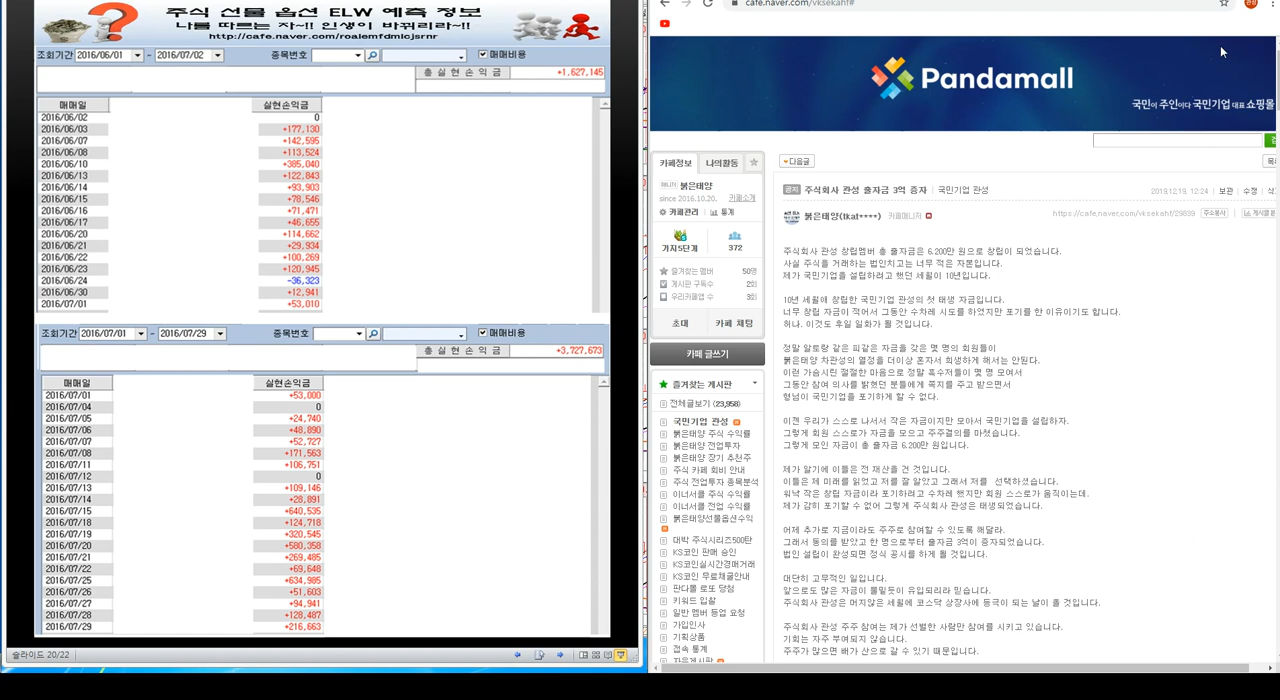 주식 선물 옵션 ELW 예측 정보
나를 따르는 자~!! 인생이 바뀌리라~!!
http://cafe.naver.com/roalemfdmlcjsrnr
조회기간 2016/06/01 ~ 2016/07/02 종목번호 매매비용
총 실 현 손 익 금 +1,627,145
매매일 실현손익금
2016/06/02 0
2016/06/03 +177,130
2016/06/07 +142,595
2016/06/08 +113,524
2016/06/10 +385,040
2016/06/13 +122,843
2016/06/14 +93,903
2016/06/15 +78,546
2016/06/16 +71,471
2016/06/17 +46,655
2016/06/20 +114,662
2016/06/21 +29,934
2016/06/22 +100,269
2016/06/23 +120,945
2016/06/24 -36,323
2016/06/30 +12,941
2016/07/01 +53,010
조회기간 2016/07/01 ~ 2016/07/29 종목번호 매매비용
총 실 현 손 익 금 +3,727,673
매매일 실현손익금
2016/07/01 +53,000
2016/07/04 0
2016/07/05 +24,740
2016/07/06 +48,890
2016/07/07 +52,727
2016/07/08 +171,563
2016/07/11 +106,751
2016/07/12 0
2016/07/13 +109,146
2016/07/14 +28,891
2016/07/15 +640,535
2016/07/18 +124,718
2016/07/19 +320,545
2016/07/20 +580,358
2016/07/21 +269,485
2016/07/22 +69,648
2016/07/25 +634,985
2016/07/26 +51,603
2016/07/27 +94,941
2016/07/28 +128,487
2016/07/29 +216,663
슬라이드 20/22
cafe.naver.com/vksekahf#
Pandamall
국민이 주인이다 국민기업 대표 쇼핑몰
카페정보 나의활동
매니저 붉은태양
since 2016.10.20. 카페소개
카페관리 통계
가지5단계 372
즐겨찾는 멤버 50명
게시판 구독수 2회
우리카페앱 수 3회
초대 카페 채팅
카페 글쓰기
즐겨찾는 게시판
전체글보기 (23,958)
국민기업 관성
붉은태양 주식 수익률
붉은태양 전업투자
붉은태양 장기 추천주
주식 카페 회비 안내
주식 전업투자 종목분석
이너서클 주식 수익률
이너서클 전업 수익률
붉은태양선물옵션수익
대박 주식시리즈500탄
KS코인 판매 승인
KS코인실시간경매거래
KS코인 무료채굴안내
판다몰 로또 당첨
키워드 입찰
일반 멤버 등업 요청
가입인사
기획상품
접속 통계
자유게시판
다음글
공지 주식회사 관성 출자금 3억 증자 국민기업 관성
2019.12.19. 12:24 보관 수정
붉은태양(tkat****) 카페매니저
https://cafe.naver.com/vksekahf/29839 주소복사
주식회사 관성 창립멤버 총 출자금은 6.200만 원으로 창립이 되었습니다.
사실 주식을 거래하는 법인치고는 너무 적은 자본입니다.
제가 국민기업을 설립하려고 했던 세월이 10년입니다.
10년 세월에 창립한 국민기업 관성의 첫 태생 자금입니다.
너무 창립 자금이 적어서 그동안 수차례 시도를 하였지만 포기를 한 이유이기도 합니다.
허나. 이것도 후일 일화가 될 것입니다.
정말 알토랑 같은 피같은 자금을 갖은 몇 명의 회원들이
붉은태양 차관성의 열정을 더이상 혼자서 희생하게 해서는 안된다.
이런 가슴시린 절절한 마음으로 정말 흑수저들이 몇 명 모여서
그동안 참여 의사를 밝혔던 분들에게 쪽지를 주고 받으면서
형님이 국민기업을 포기하게 할 수 없다.
이젠 우리가 스스로 나서서 작은 자금이지만 모아서 국민기업을 설립하자.
그렇게 회원 스스로가 자금을 모으고 주주결의를 마쳤습니다.
그렇게 모인 자금이 총 출자금 6.200만 원입니다.
제가 알기에 이들은 전 재산을 건 것입니다.
이들은 제 미래를 읽었고 저를 잘 알았고 그래서 저를 선택하셨습니다.
워낙 작은 창립 자금이라 포기하려고 수차례 했지만 회원 스스로가 움직이는데.
제가 감히 포기할 수 없어 그렇게 주식회사 관성은 태생되었습니다.
어제 추가로 지금이라도 주주로 참여할 수 있도록 해달라.
그래서 동의를 받았고 한 명으로부터 출자금 3억이 증자되었습니다.
법인 설립이 완성되면 정식 공시를 하게 될 것입니다.
대단히 고무적인 일입니다.
앞으로도 많은 자금이 물밀듯이 유입되리라 믿습니다.
주식회사 관성은 머지않은 세월에 코스닥 상장사에 등극이 되는 날이 올 것입니다.
주식회사 관성 주주 참여는 제가 선별한 사람만 참여를 시키고 있습니다.
기회는 자주 부여되지 않습니다.
주주가 많으면 배가 산으로 갈 수 있기 때문입니다.